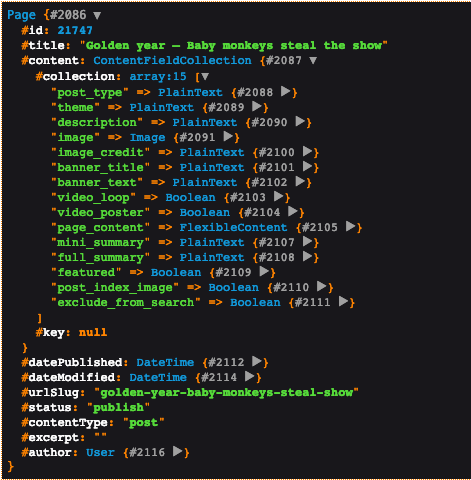 Page {#2086 ▼
#id: 21747
#title: "Golden year – Baby monkeys steal the show"
#content: ContentFieldCollection {#2087 ▼
#collection: array:15 [▼
"post_type" => PlainText {#2088 ▶}
"theme" => PlainText {#2089 ▶}
"description" => PlainText {#2090 ▶}
"image" => Image {#2091 ▶}
"image_credit" => PlainText {#2100 ▶}
"banner_title" => PlainText {#2101 ▶}
"banner_text" => PlainText {#2102 ▶}
"video_loop" => Boolean {#2103 ▶}
"video_poster" => Boolean {#2104 ▶}
"page_content" => FlexibleContent {#2105 ▶}
"mini_summary" => PlainText {#2107 ▶}
"full_summary" => PlainText {#2108 ▶}
"featured" => Boolean {#2109 ▶}
"post_index_image" => Boolean {#2110 ▶}
"exclude_from_search" => Boolean {#2111 ▶}
]
#key: null
}
#datePublished: DateTime {#2112 ▶}
#dateModified: DateTime {#2114 ▶}
#urlSlug: "golden-year-baby-monkeys-steal-show"
#status: "publish"
#contentType: "post"
#excerpt: ""
#author: User {#2116 ▶}
}